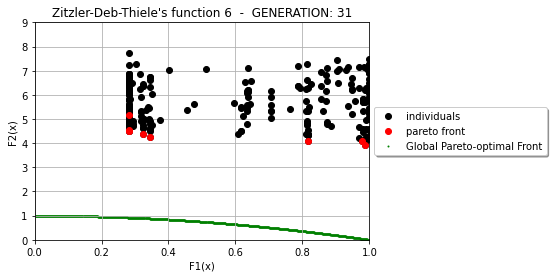 Zitzler-Deb-Thiele's function 6 - GENERATION: 31
9
8
7
6
5
4
3
2
1
0
F2(x)
0.0 0.2 0.4 0.6 0.8 1.0
F1(x)
individuals
pareto front
Global Pareto-optimal Front